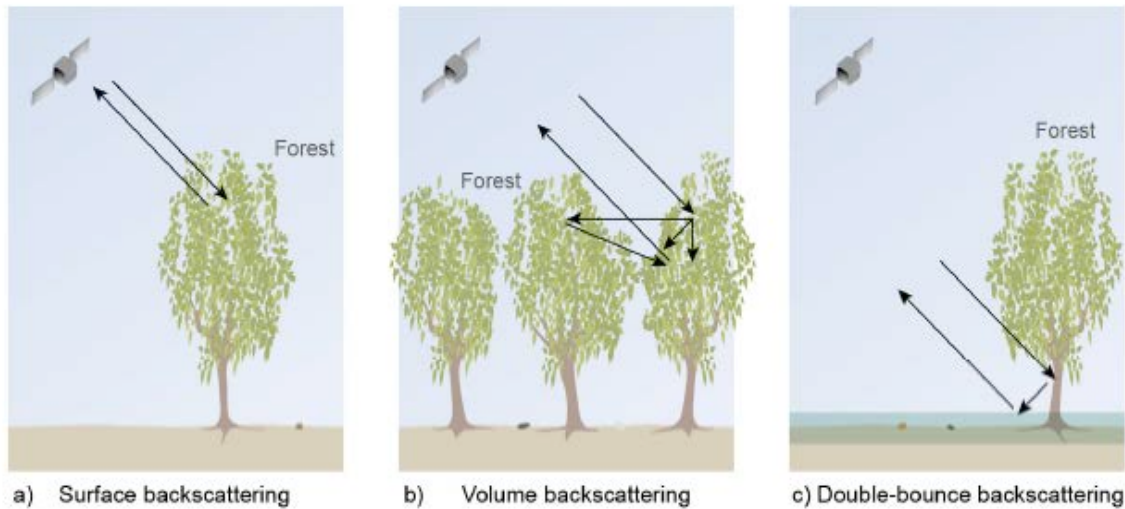 Forest
Forest
Forest
a) Surface backscattering
b) Volume backscattering
c) Double-bounce backscattering